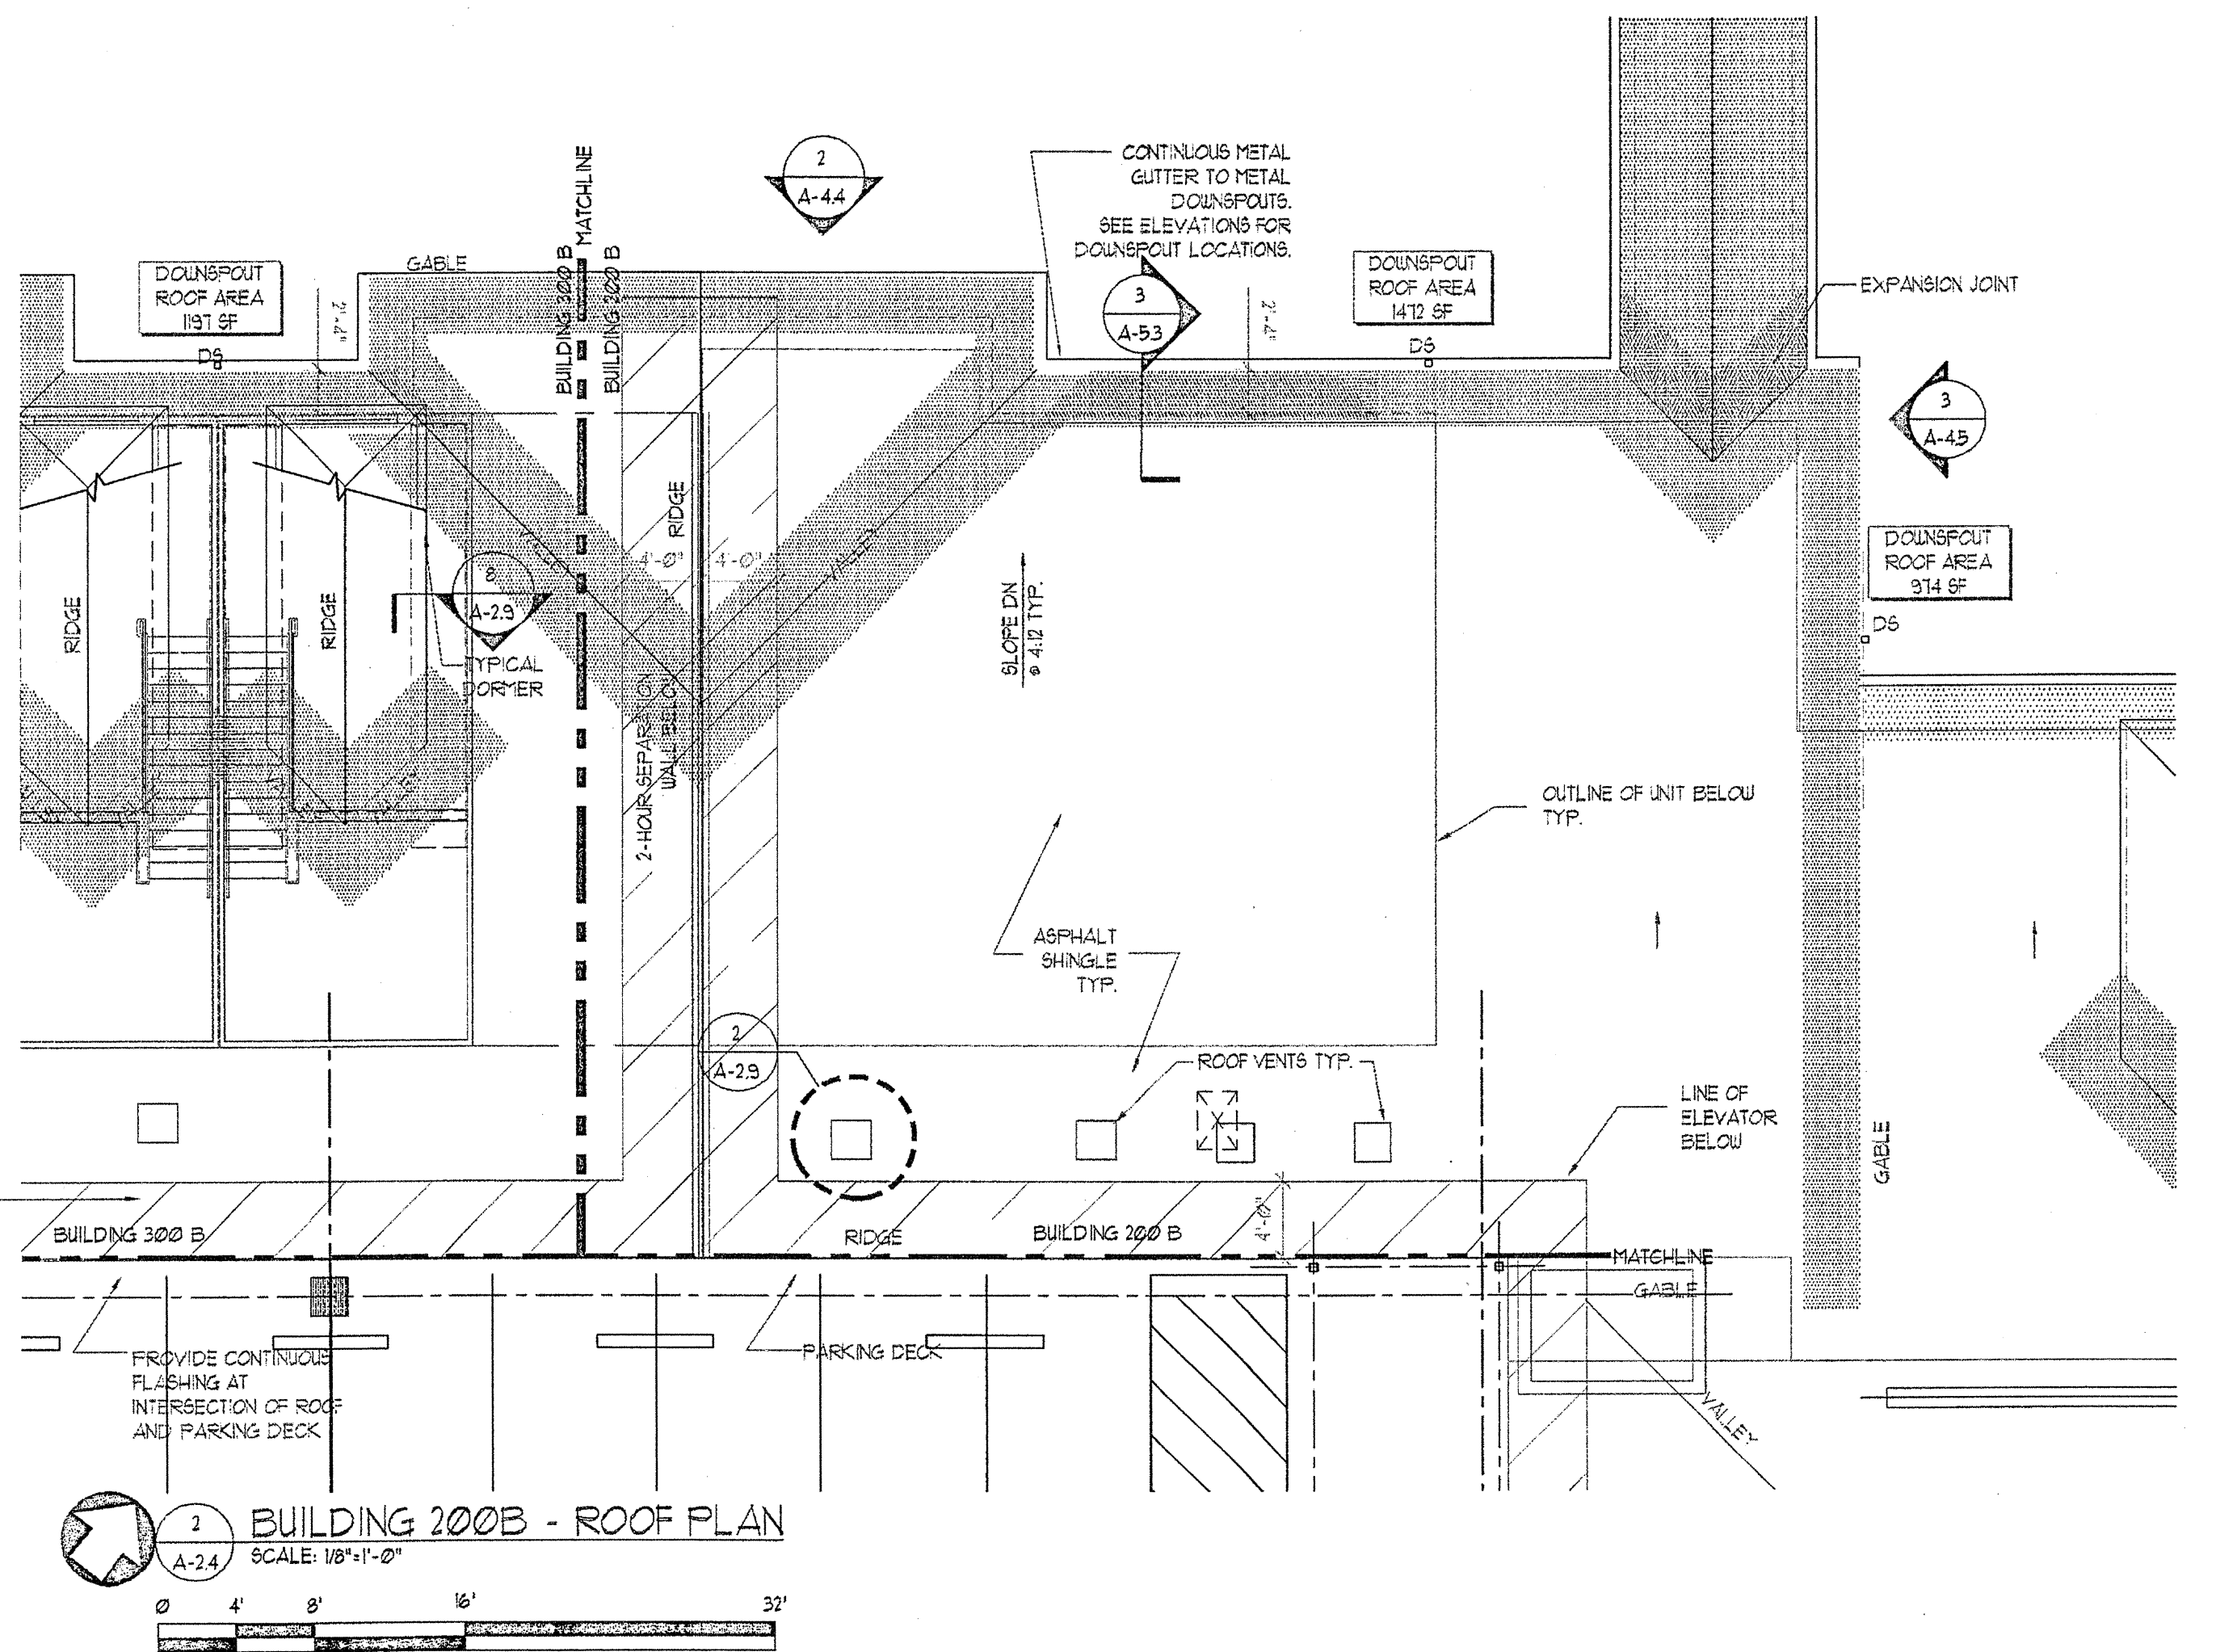 2
A-4.4
MATCHLINE
BUILDING 300 B
BUILDING 200 B
GABLE
CONTINUOUS METAL
GUTTER TO METAL
DOWNSPOUTS.
SEE ELEVATIONS FOR
DOWNSPOUT LOCATIONS.
DOWNSPOUT
ROOF AREA
1197 SF
DS
2'-4"
3
A-5.3
2'-4"
DOWNSPOUT
ROOF AREA
1472 SF
DS
EXPANSION JOINT
3
A-4.5
DOWNSPOUT
ROOF AREA
974 SF
DS
RIDGE
RIDGE
RIDGE
4'-0"
4'-0"
VALLEY
8
A-2.9
TYPICAL
DORMER
2-HOUR SEPARATION
WALL BELOW
SLOPE DN
@ 4:12 TYP.
OUTLINE OF UNIT BELOW
TYP.
ASPHALT
SHINGLE
TYP.
2
A-2.9
ROOF VENTS TYP.
LINE OF
ELEVATOR
BELOW
GABLE
BUILDING 300 B
RIDGE
BUILDING 200 B
4'-0"
MATCHLINE
GABLE
PROVIDE CONTINUOUS
FLASHING AT
INTERSECTION OF ROOF
AND PARKING DECK
PARKING DECK
VALLEY
2
A-2.4
BUILDING 200B - ROOF PLAN
SCALE: 1/8"=1'-0"
0 4' 8' 16' 32'